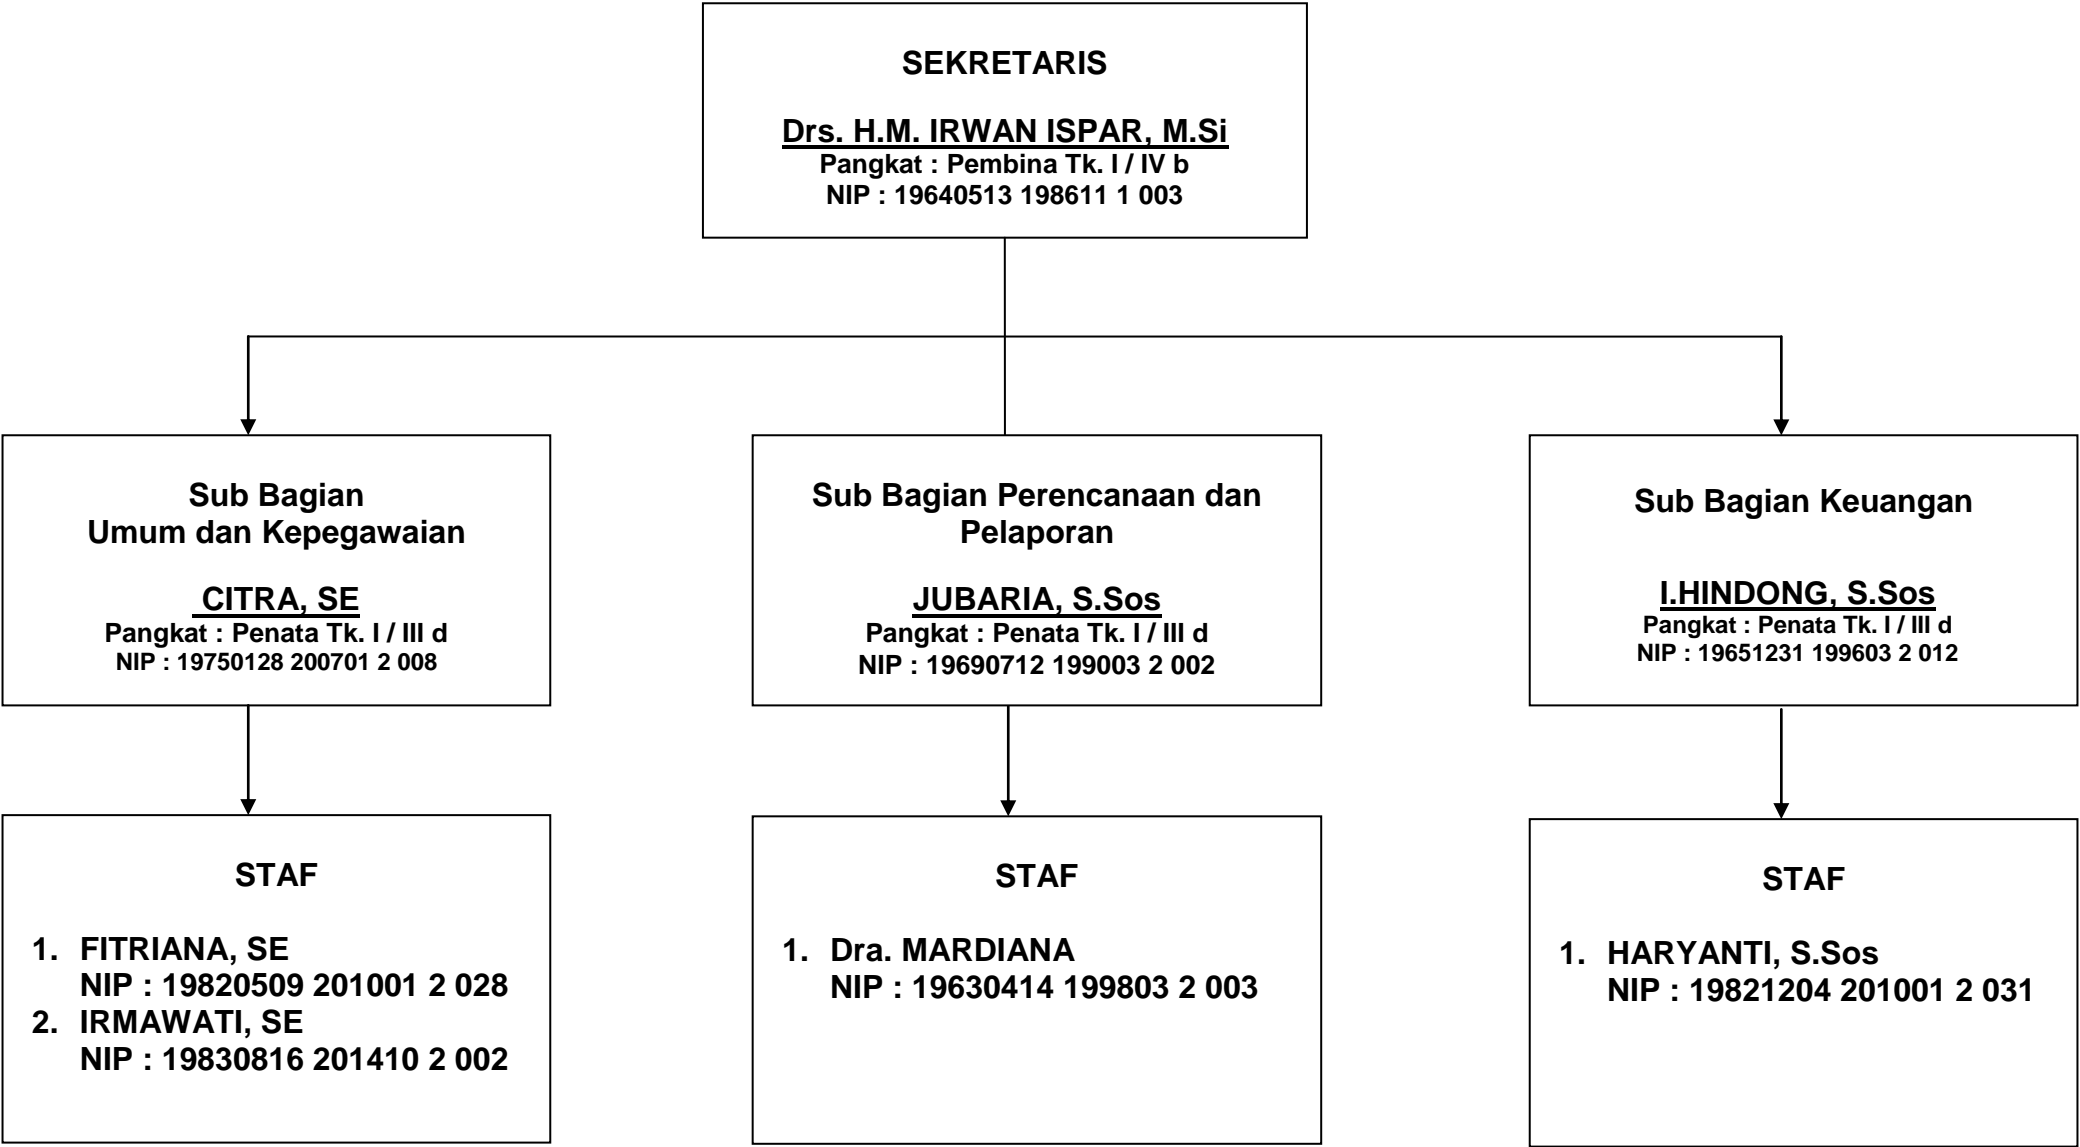 SEKRETARIS
Drs. H.M. IRWAN ISPAR, M.Si
Pangkat : Pembina Tk. I / IV b
NIP : 19640513 198611 1 003
Sub Bagian
Umum dan Kepegawaian
CITRA, SE
Pangkat : Penata Tk. I / III d
NIP : 19750128 200701 2 008
Sub Bagian Perencanaan dan
Pelaporan
JUBARIA, S.Sos
Pangkat : Penata Tk. I / III d
NIP : 19690712 199003 2 002
Sub Bagian Keuangan
I.HINDONG, S.Sos
Pangkat : Penata Tk. I / III d
NIP : 19651231 199603 2 012
STAF
1. FITRIANA, SE
NIP : 19820509 201001 2 028
2. IRMAWATI, SE
NIP : 19830816 201410 2 002
STAF
1. Dra. MARDIANA
NIP : 19630414 199803 2 003
STAF
1. HARYANTI, S.Sos
NIP : 19821204 201001 2 031